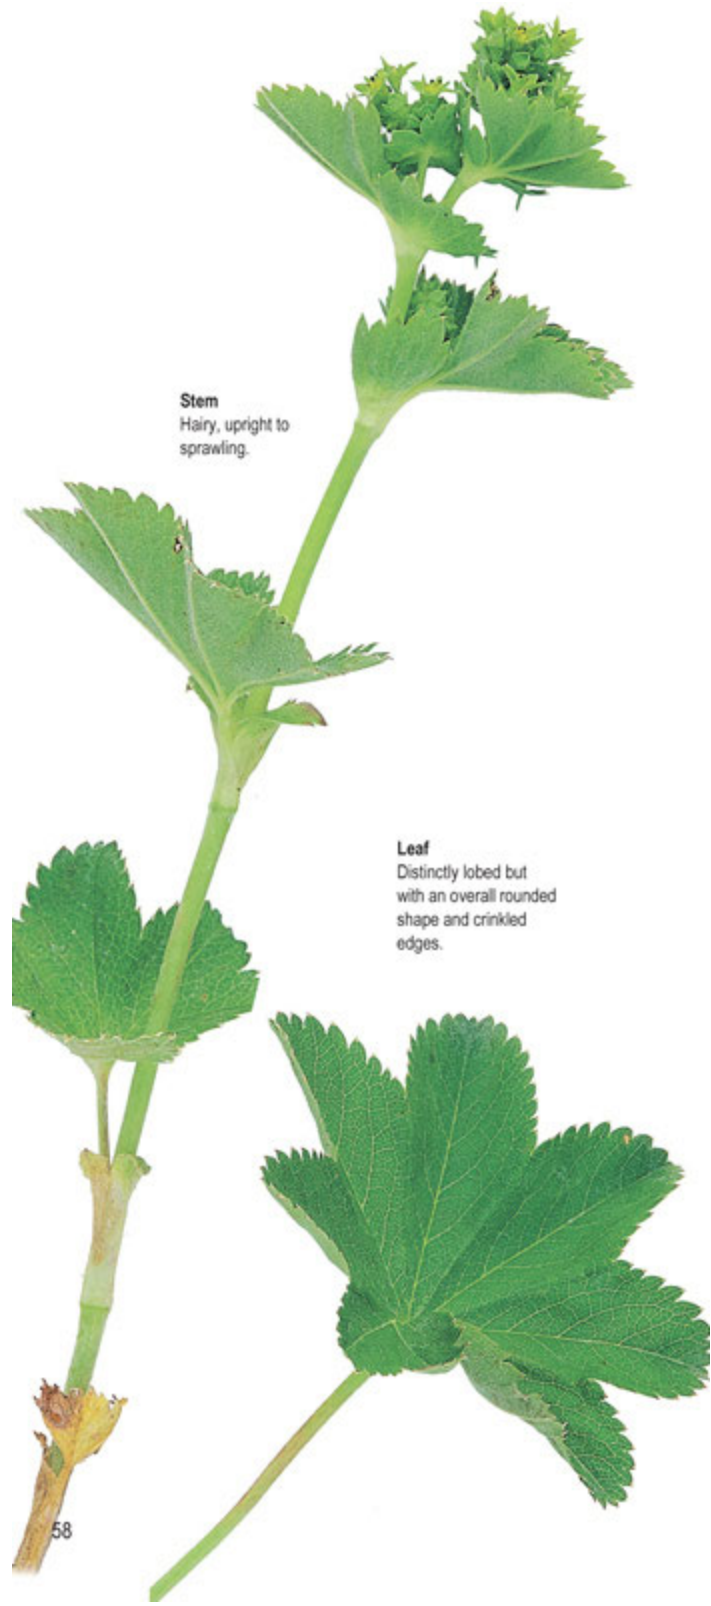 Stem
Hairy, upright to
sprawling.
Leaf
Distinctly lobed but
with an overall rounded
shape and crinkled
edges.
58